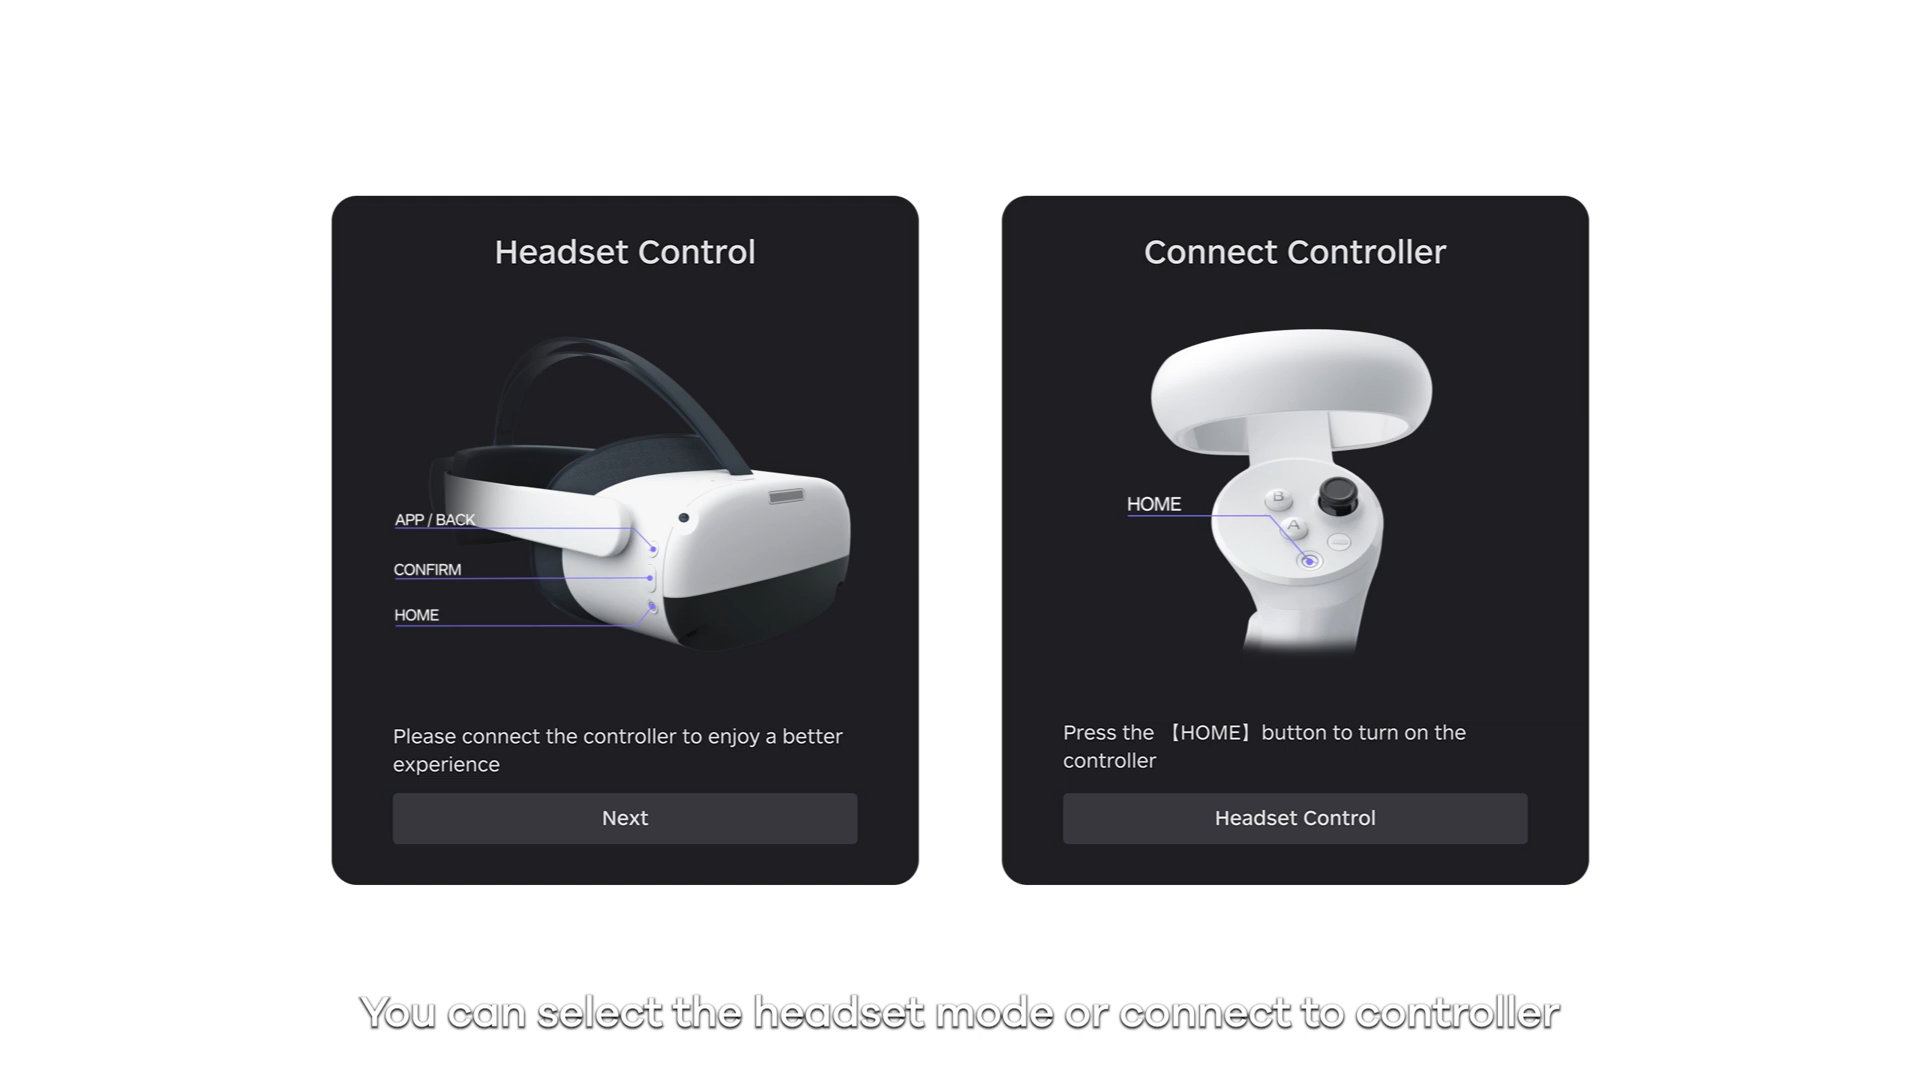 Headset Control
APP / BACK
CONFIRM
HOME
Please connect the controller to enjoy a better
experience
Next
Connect Controller
HOME
B
A
Press the 【HOME】 button to turn on the
controller
Headset Control
You can select the headset mode or connect to controller